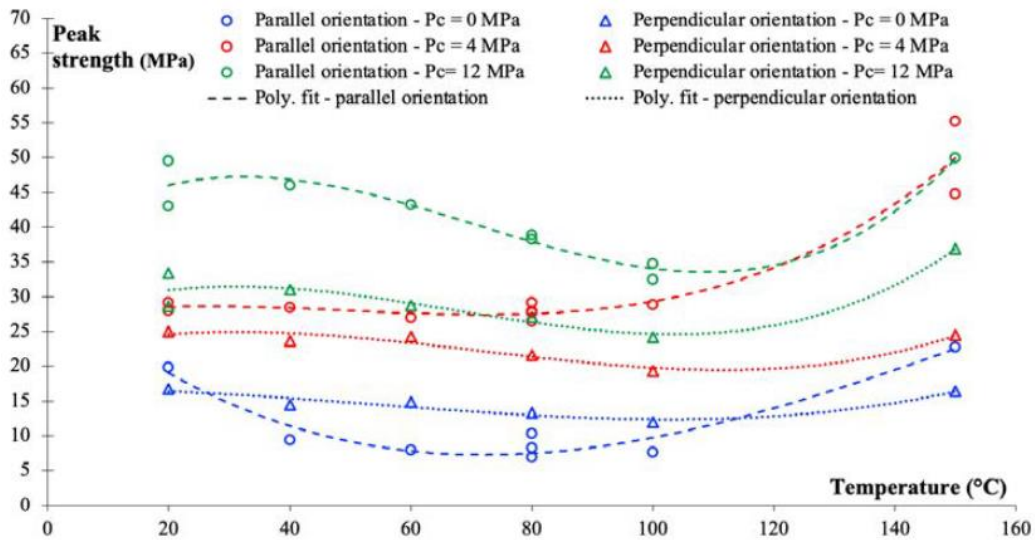 70
65
60
55
50
45
40
35
30
25
20
15
10
5
0
Peak
strength (MPa)
Parallel orientation - Pc = 0 MPa
Parallel orientation - Pc = 4 MPa
Parallel orientation - Pc= 12 MPa
Poly. fit - parallel orientation
Perpendicular orientation - Pc = 0 MPa
Perpendicular orientation - Pc = 4 MPa
Perpendicular orientation - Pc= 12 MPa
Poly. fit - perpendicular orientation
Temperature (°C)
0 20 40 60 80 100 120 140 160